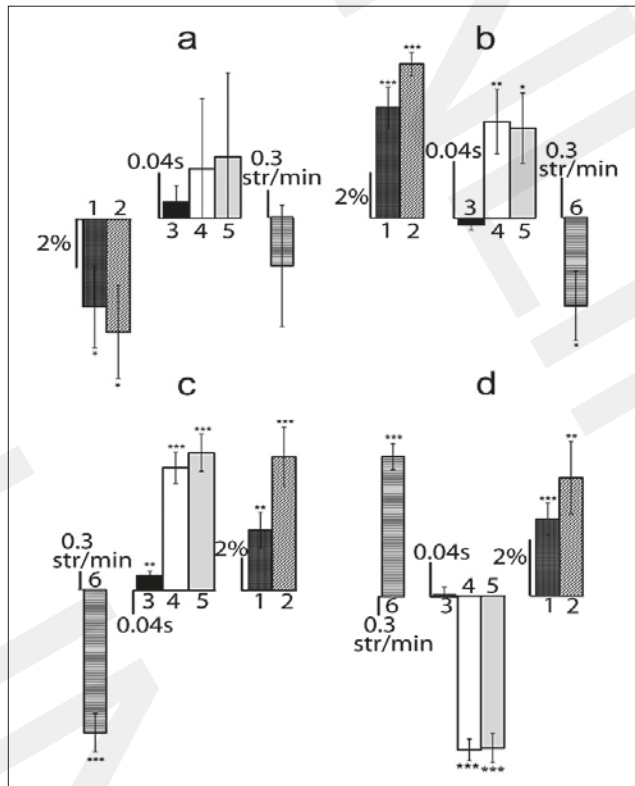 a
0.04s
0.3
str/min
1 2
2%
3 4 5
*
*
b
***
***
0.04s
** *
0.3
str/min
2%
3
6
1 2
4 5
*
c
***
***
***
**
0.3
str/min
6
**
2%
3 4 5
1 2
0.04s
***
d
***
**
***
0.04s
2%
4 5
6
3
1 2
0.3
str/min
*** ***